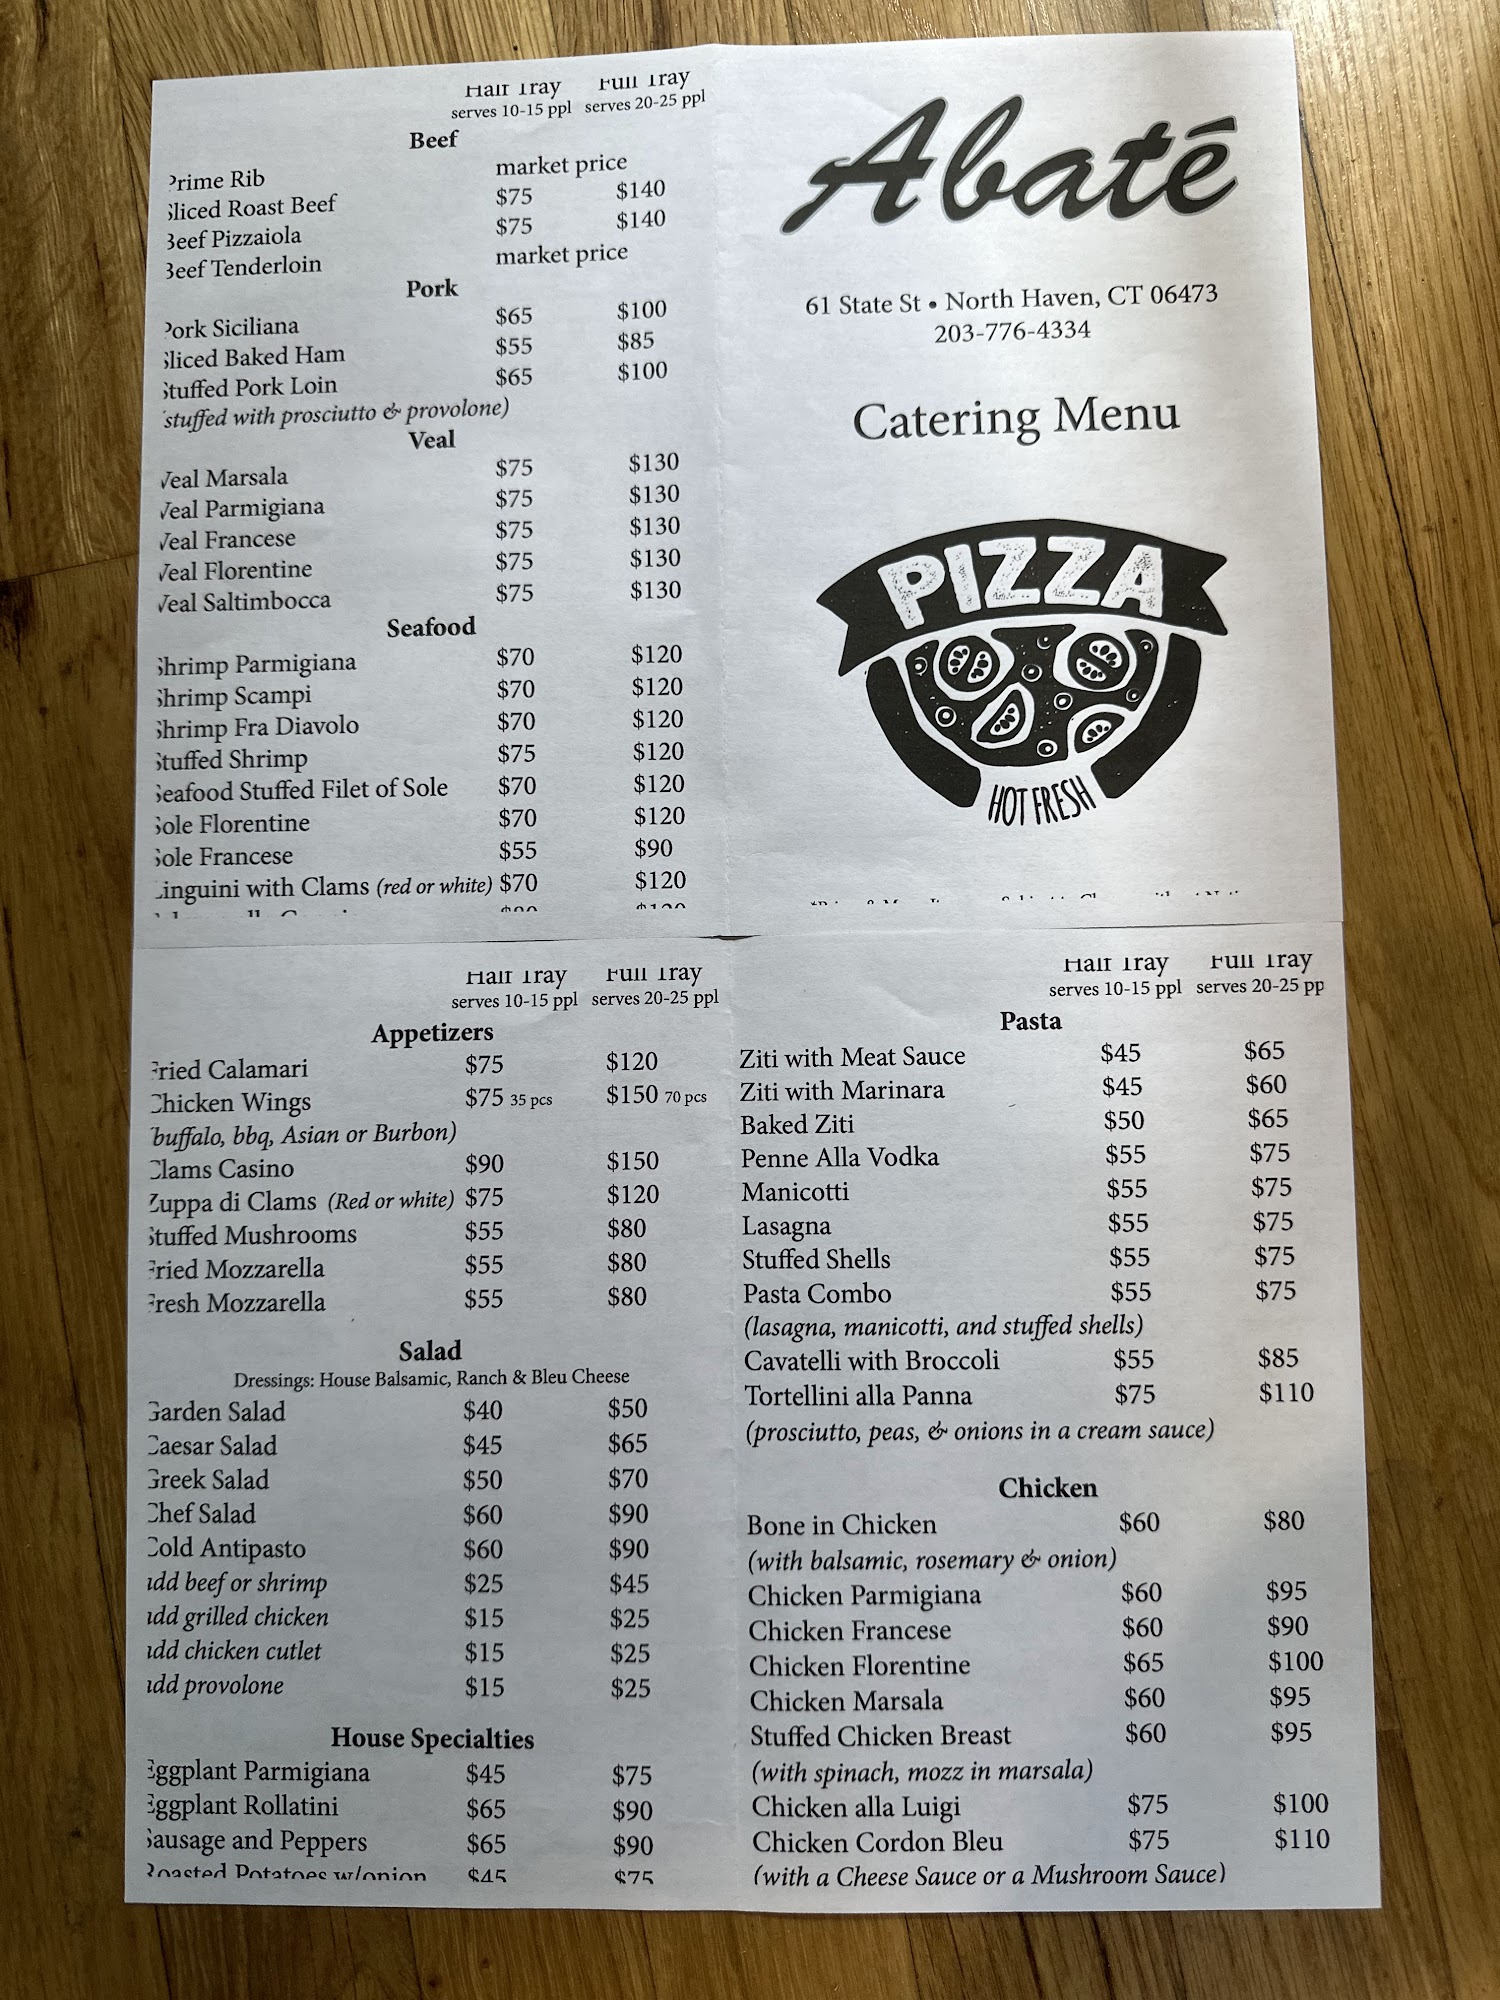 Half Tray Full Tray
serves 10-15 ppl serves 20-25 ppl
Beef
Prime Rib market price
Sliced Roast Beef $75 $140
Beef Pizzaiola $75 $140
Beef Tenderloin market price
Pork
Pork Siciliana $65 $100
Sliced Baked Ham $55 $85
Stuffed Pork Loin $65 $100
(stuffed with prosciutto & provolone)
Veal
Veal Marsala $75 $130
Veal Parmigiana $75 $130
Veal Francese $75 $130
Veal Florentine $75 $130
Veal Saltimbocca $75 $130
Seafood
Shrimp Parmigiana $70 $120
Shrimp Scampi $70 $120
Shrimp Fra Diavolo $70 $120
Stuffed Shrimp $75 $120
Seafood Stuffed Filet of Sole $70 $120
Sole Florentine $70 $120
Sole Francese $55 $90
Linguini with Clams (red or white) $70 $120
Abaté
61 State St • North Haven, CT 06473
203-776-4334
Catering Menu
PIZZA
HOT FRESH
Half Tray Full Tray
serves 10-15 ppl serves 20-25 ppl
Appetizers
Fried Calamari $75 $120
Chicken Wings $75 35 pcs $150 70 pcs
(buffalo, bbq, Asian or Burbon)
Clams Casino $90 $150
Zuppa di Clams (Red or white) $75 $120
Stuffed Mushrooms $55 $80
Fried Mozzarella $55 $80
Fresh Mozzarella $55 $80
Salad
Dressings: House Balsamic, Ranch & Bleu Cheese
Garden Salad $40 $50
Caesar Salad $45 $65
Greek Salad $50 $70
Chef Salad $60 $90
Cold Antipasto $60 $90
add beef or shrimp $25 $45
add grilled chicken $15 $25
add chicken cutlet $15 $25
add provolone $15 $25
House Specialties
Eggplant Parmigiana $45 $75
Eggplant Rollatini $65 $90
Sausage and Peppers $65 $90
Roasted Potatoes w/onion $45 $75
Half Tray Full Tray
serves 10-15 ppl serves 20-25 pp
Pasta
Ziti with Meat Sauce $45 $65
Ziti with Marinara $45 $60
Baked Ziti $50 $65
Penne Alla Vodka $55 $75
Manicotti $55 $75
Lasagna $55 $75
Stuffed Shells $55 $75
Pasta Combo $55 $75
(lasagna, manicotti, and stuffed shells)
Cavatelli with Broccoli $55 $85
Tortellini alla Panna $75 $110
(prosciutto, peas, & onions in a cream sauce)
Chicken
Bone in Chicken $60 $80
(with balsamic, rosemary & onion)
Chicken Parmigiana $60 $95
Chicken Francese $60 $90
Chicken Florentine $65 $100
Chicken Marsala $60 $95
Stuffed Chicken Breast $60 $95
(with spinach, mozz in marsala)
Chicken alla Luigi $75 $100
Chicken Cordon Bleu $75 $110
(with a Cheese Sauce or a Mushroom Sauce)